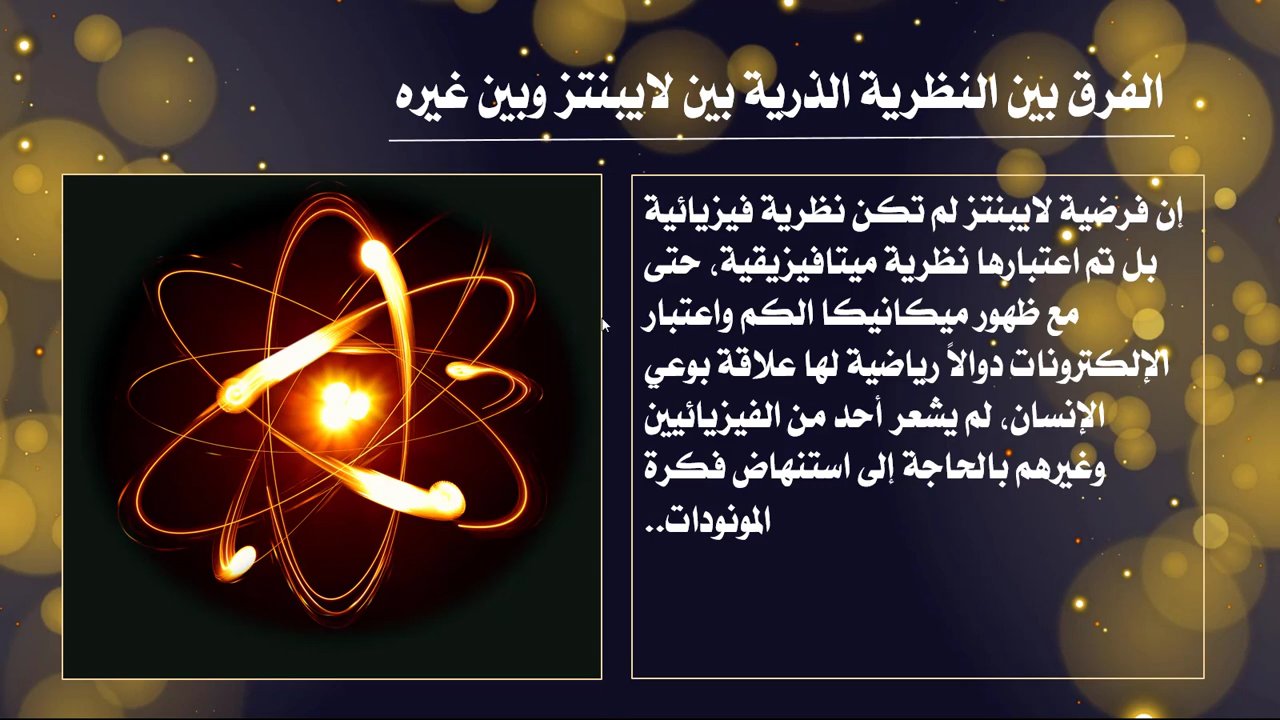 الفرق بين النظرية الذرية بين لايبنتز وبين غيره
إن فرضية لايبنتز لم تكن نظرية فيزيائية
بل تم اعتبارها نظرية ميتافيزيقية، حتى
مع ظهور ميكانيكا الكم واعتبار
الإلكترونات دوالاً رياضية لها علاقة بوعي
الإنسان، لم يشعر أحد من الفيزيائيين
وغيرهم بالحاجة إلى استنهاض فكرة
المونودات..